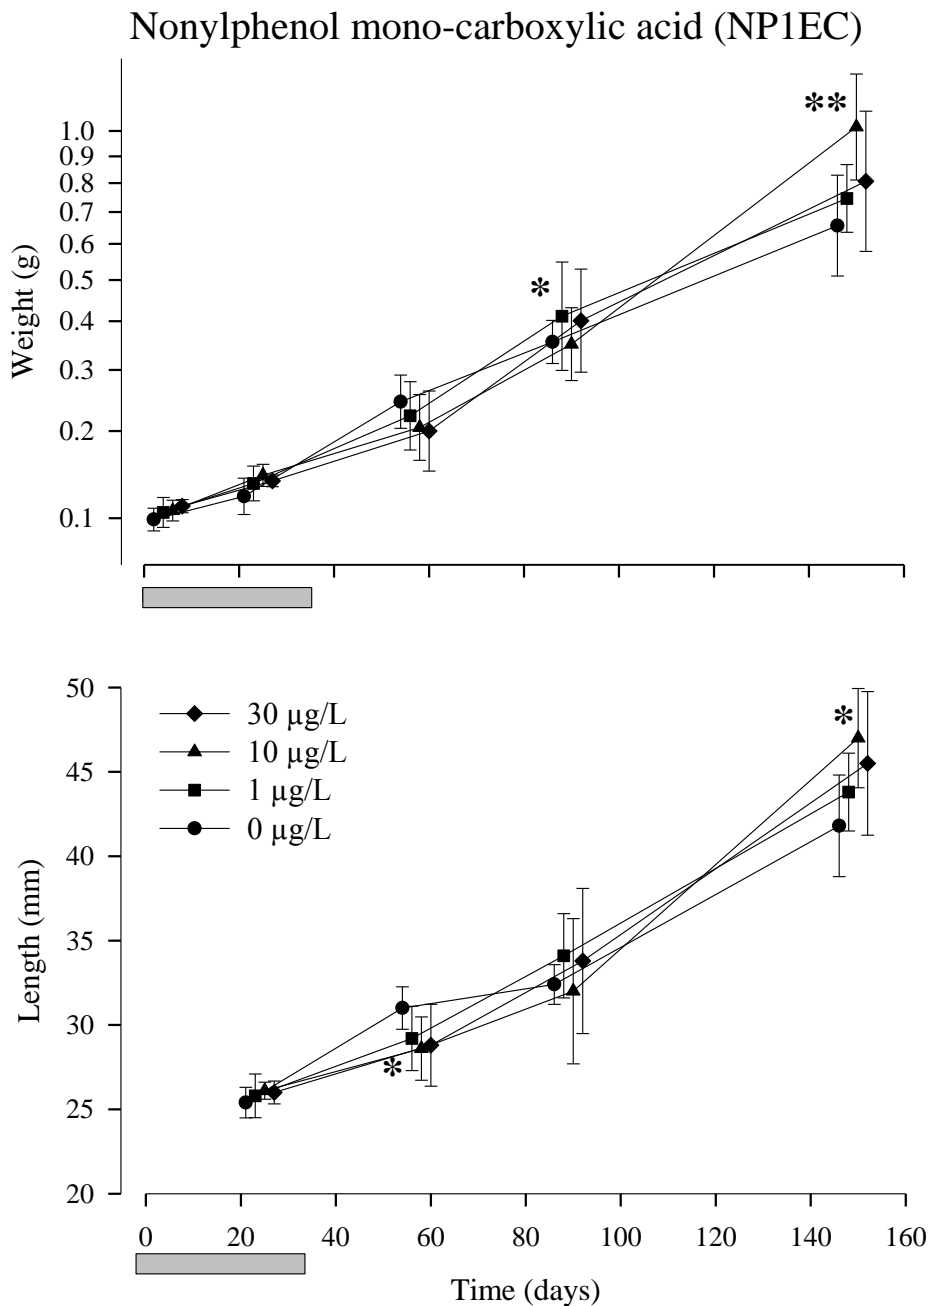 Nonylphenol mono-carboxylic acid (NP1EC)
1.0
0.9
0.8
0.7
0.6
0.5
0.4
0.3
0.2
0.1
Weight (g)
**
*
50
45
40
35
30
25
20
Length (mm)
30 µg/L
10 µg/L
1 µg/L
0 µg/L
*
*
0 20 40 60 80 100 120 140 160
Time (days)